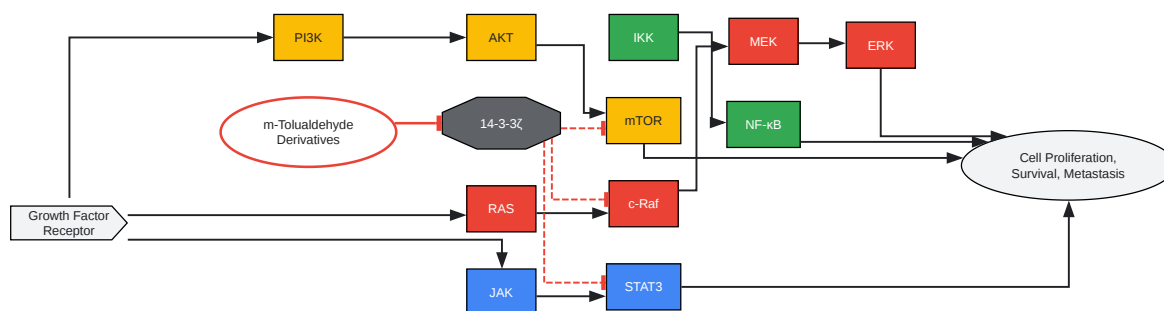 PI3K
AKT
IKK
MEK
ERK
m-Tolualdehyde
Derivatives
14-3-3ζ
mTOR
NF-κB
Cell Proliferation,
Survival, Metastasis
Growth Factor
Receptor
RAS
c-Raf
JAK
STAT3